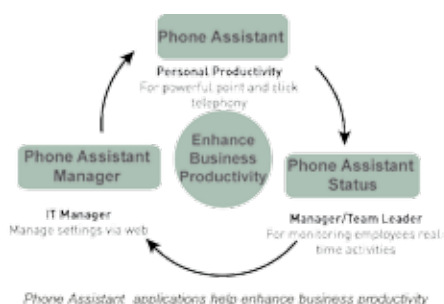 Phone Assistant
Personal Productivity
For powerful point and click
telephony
Enhance
Business
Productivity
Phone Assistant
Manager
IT Manager
Manage settings via web
Phone Assistant
Status
Manager/Team Leader
For monitoring employees real-
time activities
Phone Assistant applications help enhance business productivity